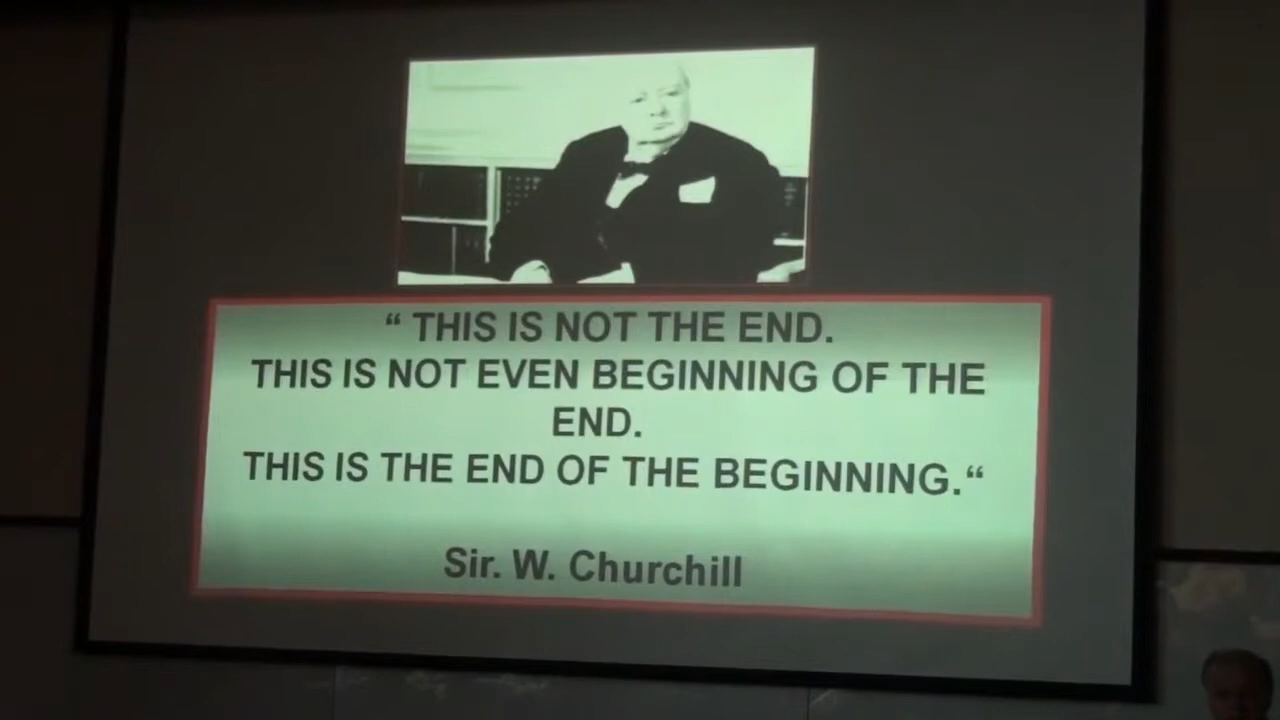 “ THIS IS NOT THE END.
THIS IS NOT EVEN BEGINNING OF THE
END.
THIS IS THE END OF THE BEGINNING.“
Sir. W. Churchill